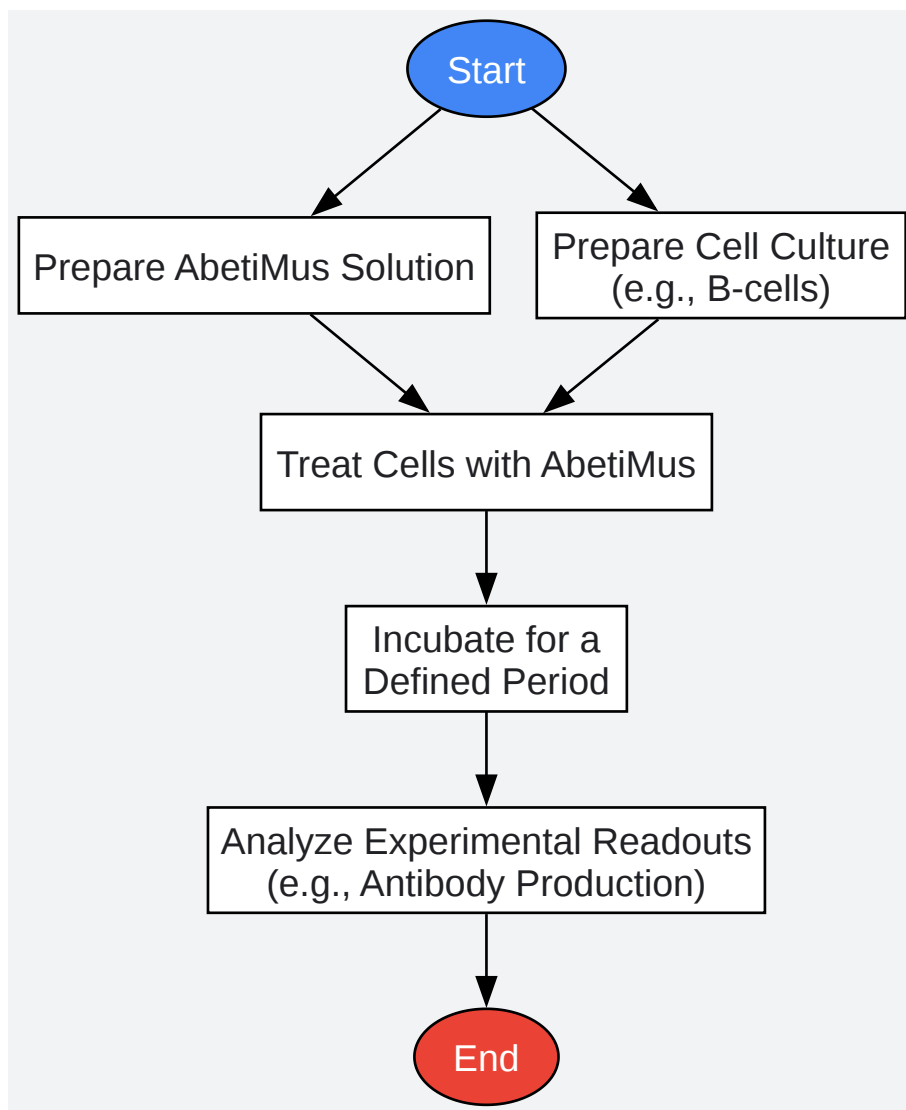 Start
Prepare AbetiMus Solution
Prepare Cell Culture
(e.g., B-cells)
Treat Cells with AbetiMus
Incubate for a
Defined Period
Analyze Experimental Readouts
(e.g., Antibody Production)
End